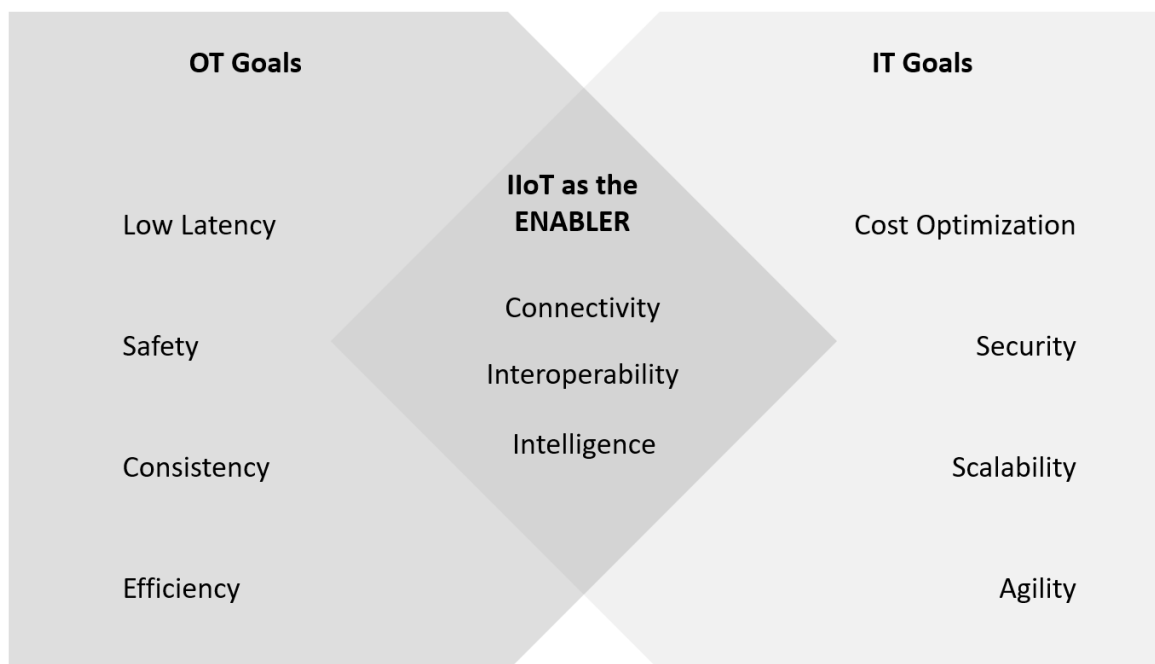 OT Goals
Low Latency
Safety
Consistency
Efficiency
IIoT as the
ENABLER
Connectivity
Interoperability
Intelligence
IT Goals
Cost Optimization
Security
Scalability
Agility